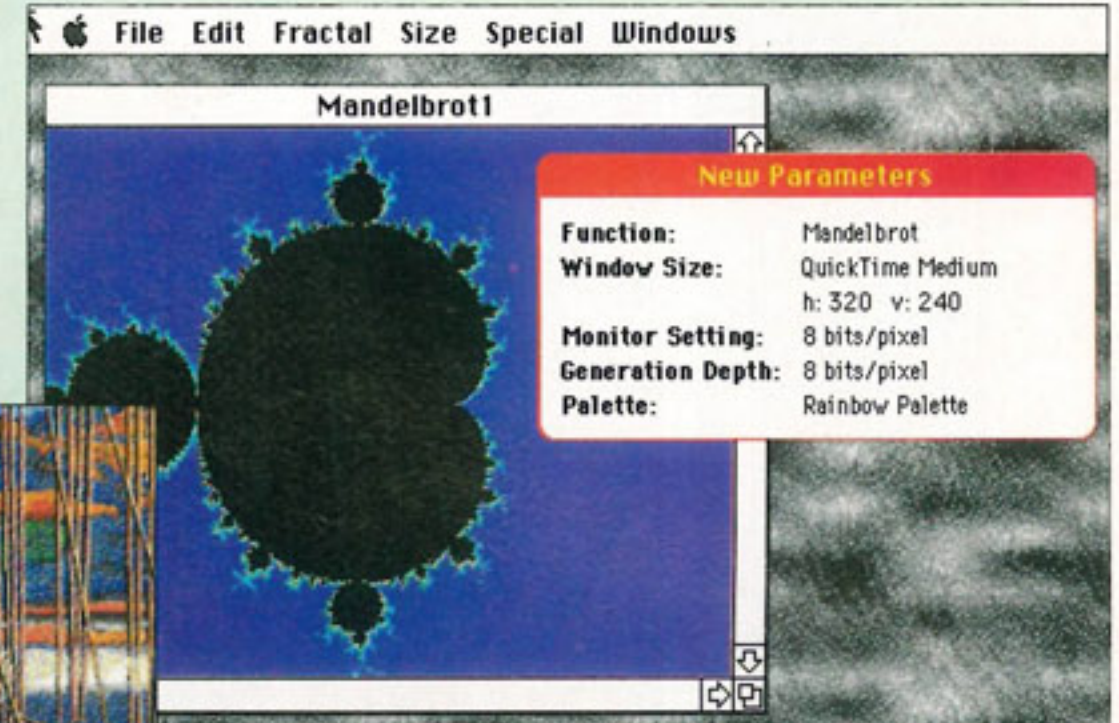 File Edit Fractal Size Special Windows
Mandelbrot1
New Parameters
Function: Mandelbrot
Window Size: QuickTime Medium
h: 320 v: 240
Monitor Setting: 8 bits/pixel
Generation Depth: 8 bits/pixel
Palette: Rainbow Palette